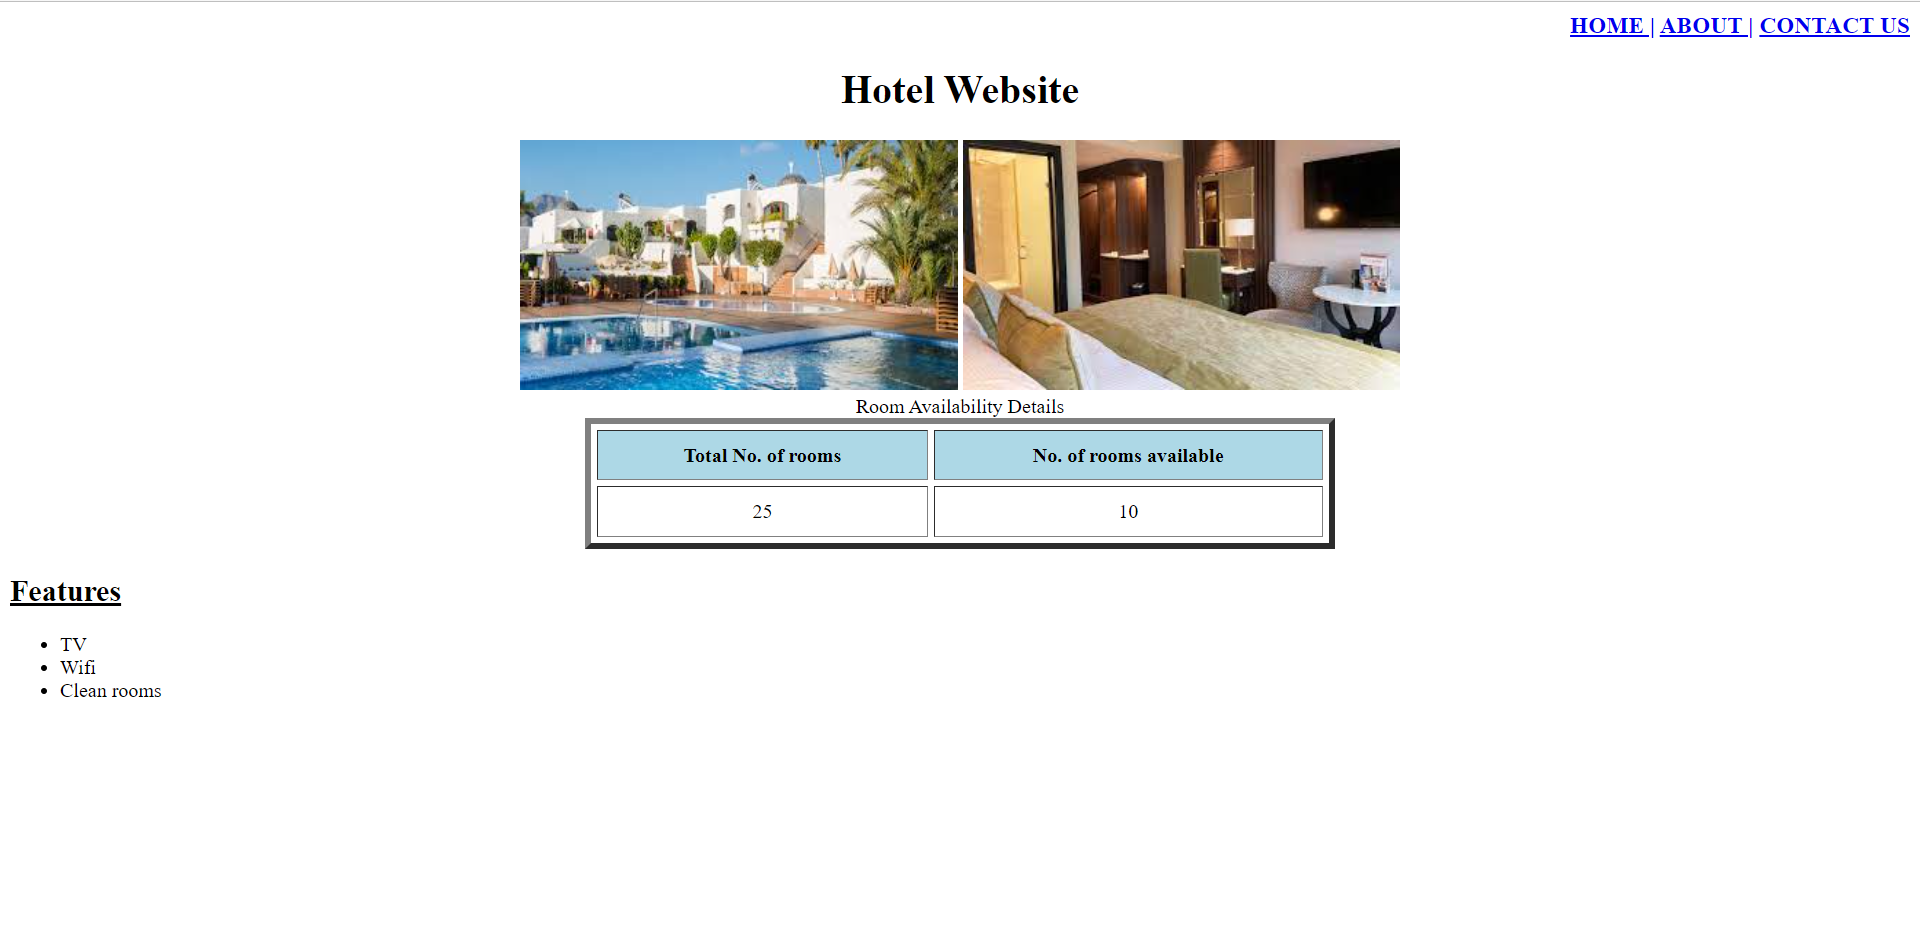 HOME | ABOUT | CONTACT US
Hotel Website
Room Availability Details
Total No. of rooms No. of rooms available
25 10
Features
TV
Wifi
Clean rooms